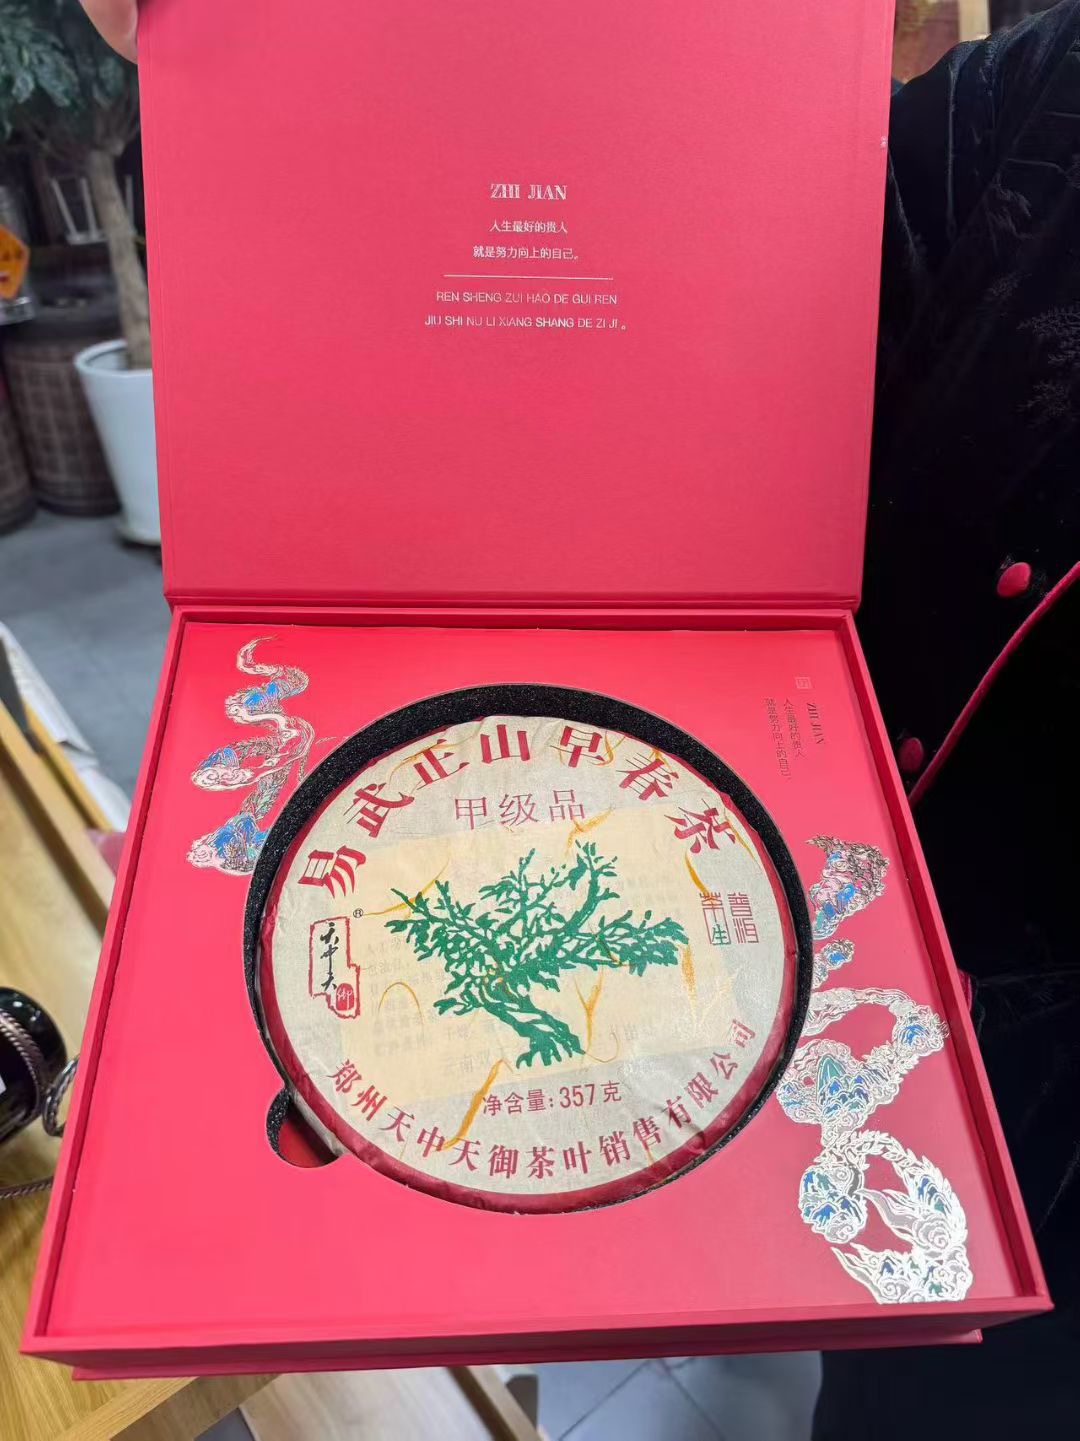 ZHI JIAN
人生最好的贵人
就是努力向上的自己。
REN SHENG ZUI HAO DE GUI REN
JIU SHI NU LI XIANG SHANG DE ZI JI 。
ZHI JIAN
人生最好的贵人
就是努力向上的自己。
易武正山早春茶
甲级品
天中天
御
®
普洱
茶生
净含量:357克
郑州天中天御茶叶销售有限公司